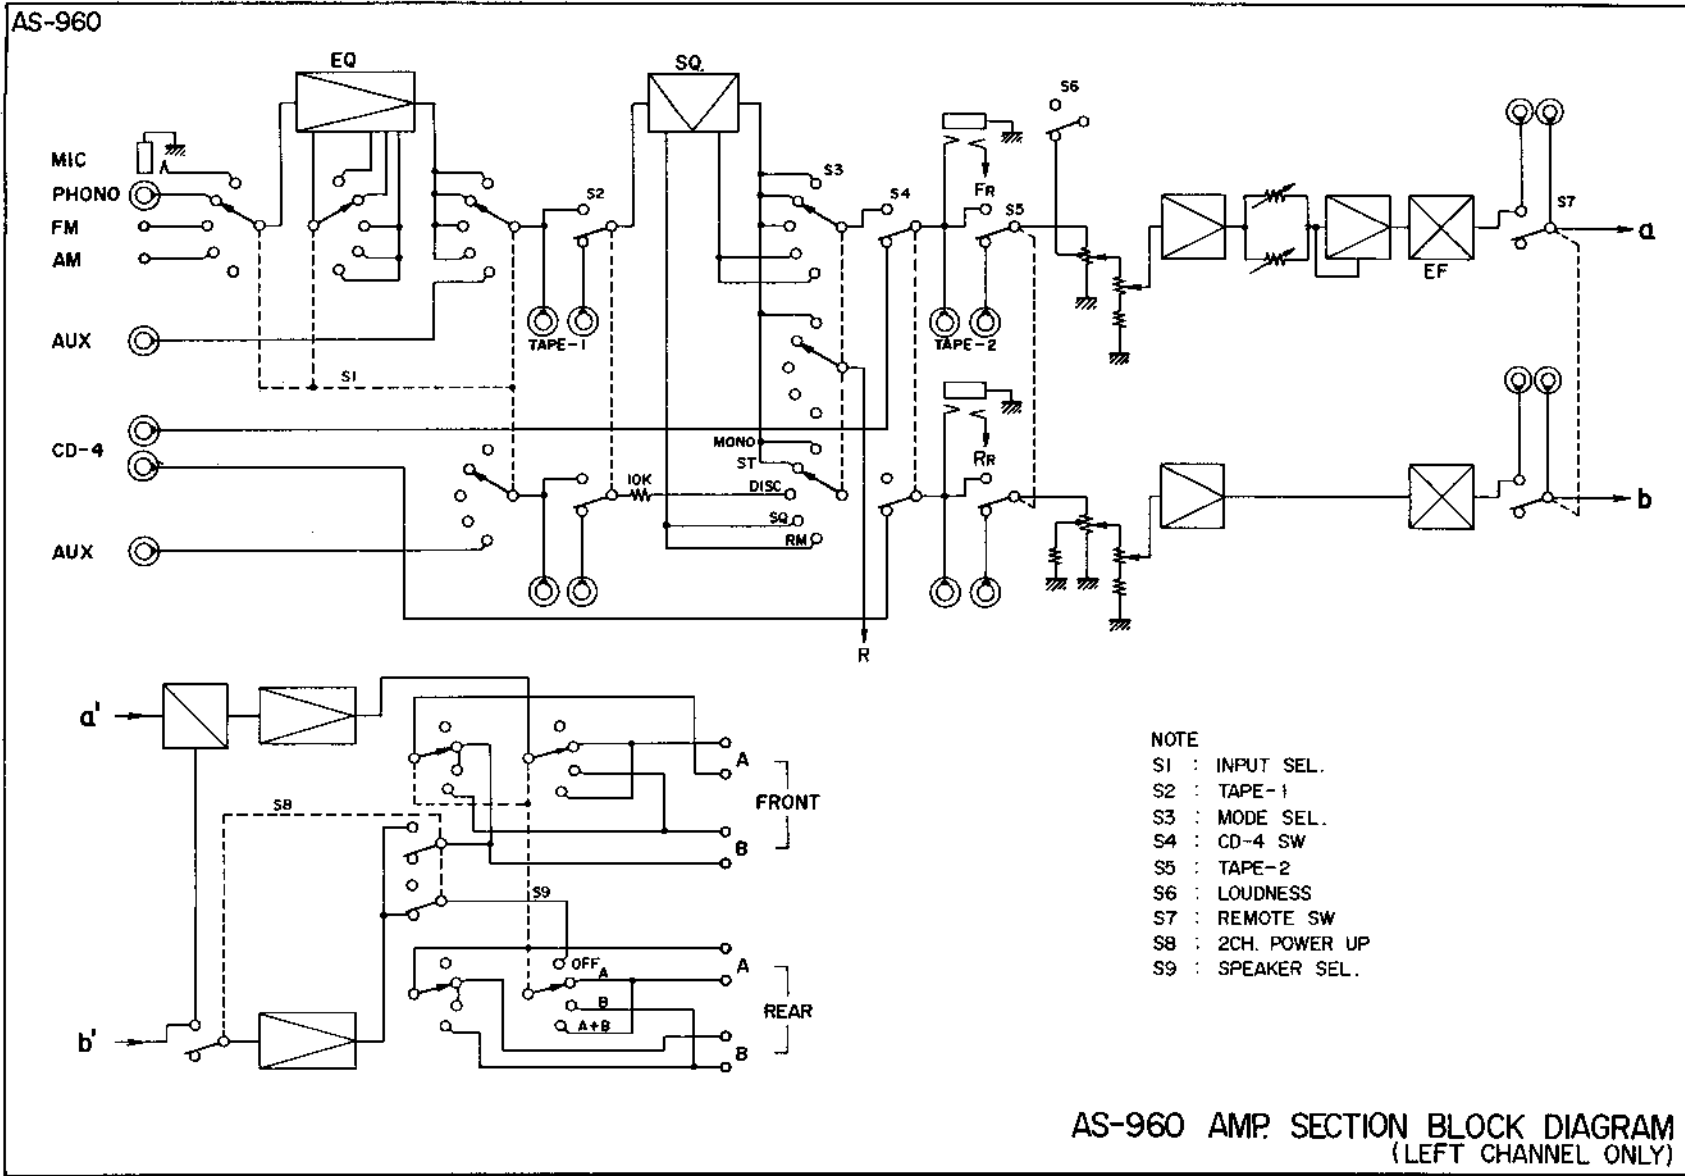 AS-960
EQ
SQ
S6
MIC
PHONO
FM
AM
S2
S3
S4
FR
S5
S7
a
EF
AUX
TAPE-1
TAPE-2
S1
CD-4
MONO
ST
RR
10K
DISC
SQ
RM
b
AUX
R
a'
A
FRONT
B
S8
S9
OFF
A
B
A+B
A
REAR
B
b'
NOTE
S1 : INPUT SEL.
S2 : TAPE-1
S3 : MODE SEL.
S4 : CD-4 SW
S5 : TAPE-2
S6 : LOUDNESS
S7 : REMOTE SW
S8 : 2CH. POWER UP
S9 : SPEAKER SEL.
AS-960 AMP. SECTION BLOCK DIAGRAM
(LEFT CHANNEL ONLY)